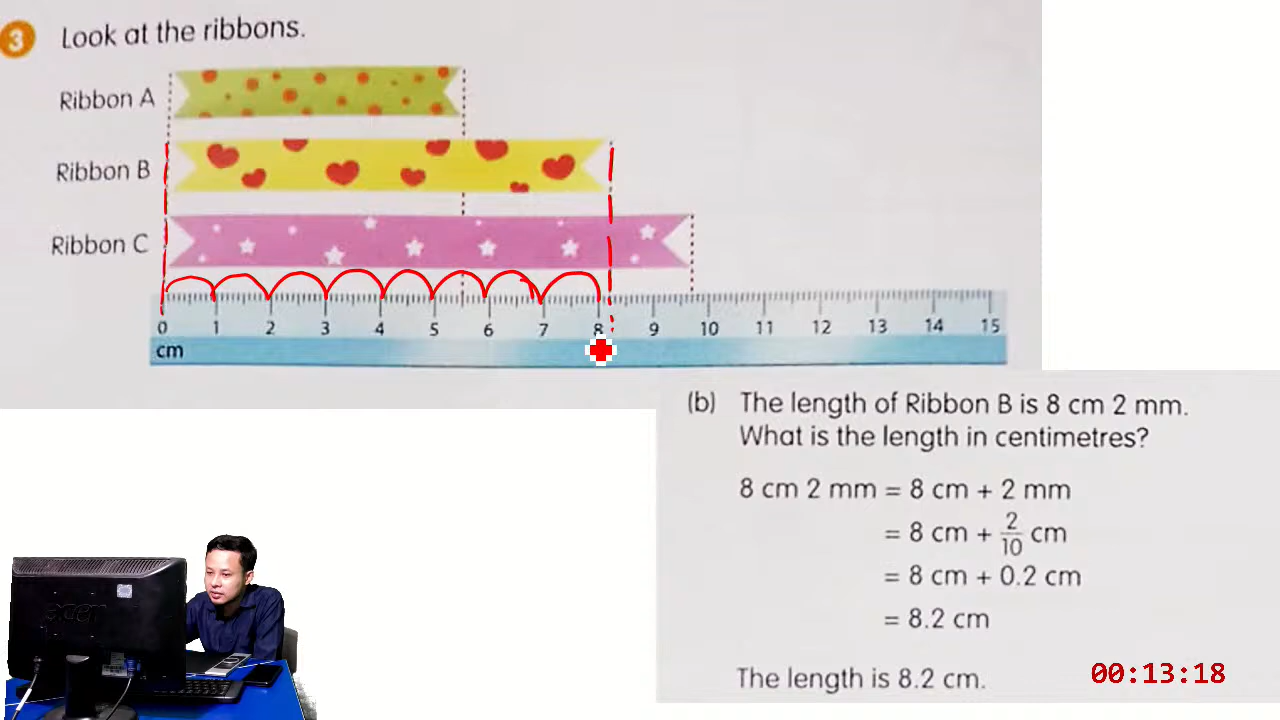 3 Look at the ribbons.
Ribbon A
Ribbon B
Ribbon C
0 1 2 3 4 5 6 7 8 9 10 11 12 13 14 15
cm
(b) The length of Ribbon B is 8 cm 2 mm.
What is the length in centimetres?
8 cm 2 mm = 8 cm + 2 mm
= 8 cm + 2/10 cm
= 8 cm + 0.2 cm
= 8.2 cm
The length is 8.2 cm.
00:13:18
acer